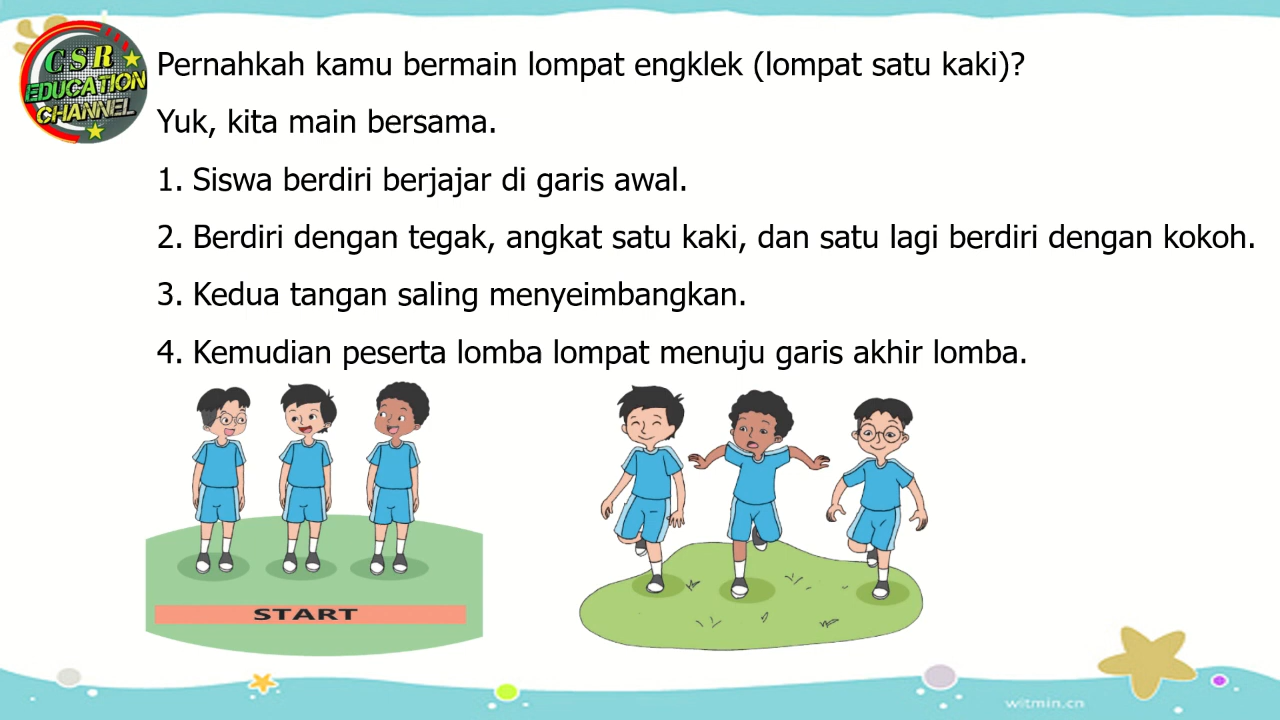 CSR
EDUCATION
CHANNEL
Pernahkah kamu bermain lompat engklek (lompat satu kaki)?
Yuk, kita main bersama.
1. Siswa berdiri berjajar di garis awal.
2. Berdiri dengan tegak, angkat satu kaki, dan satu lagi berdiri dengan kokoh.
3. Kedua tangan saling menyeimbangkan.
4. Kemudian peserta lomba lompat menuju garis akhir lomba.
START
witmin.cn